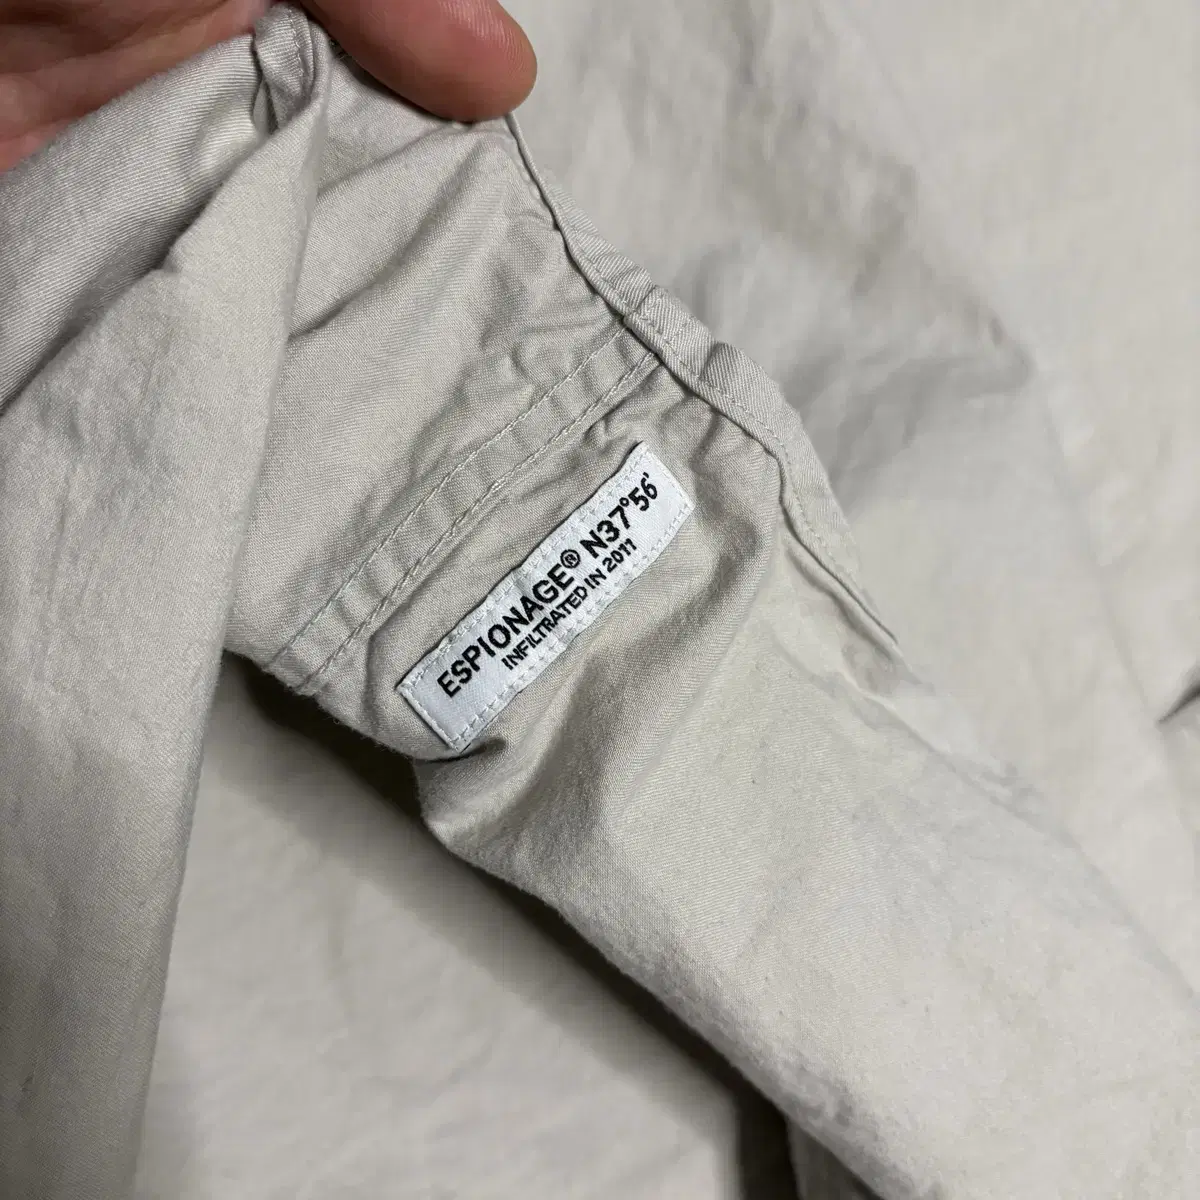 ESPIONAGE® N37°56'
INFILTRATED IN 2011